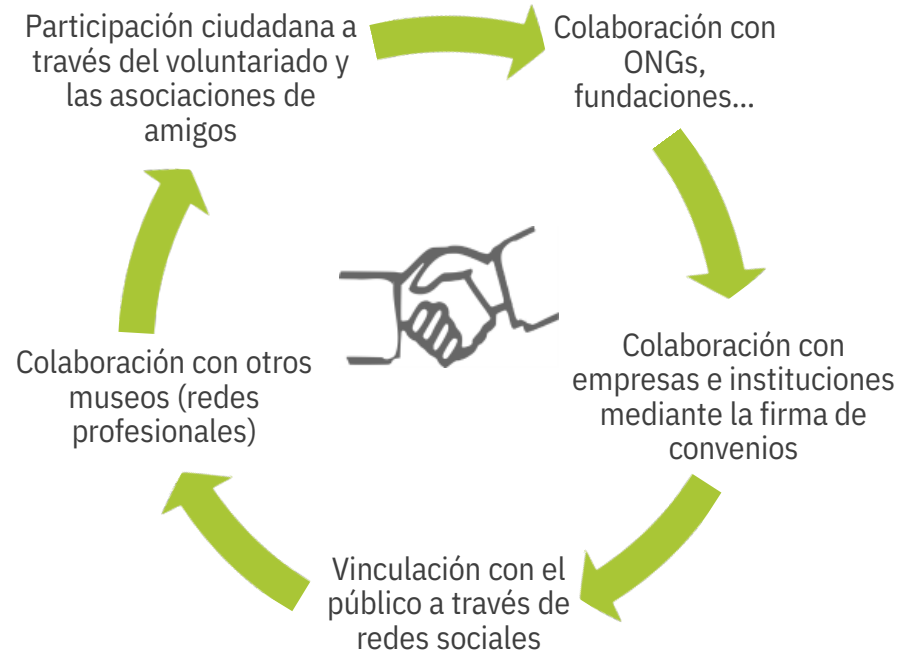 Participación ciudadana a
través del voluntariado y
las asociaciones de
amigos
Colaboración con
ONGs,
fundaciones...
Colaboración con
empresas e instituciones
mediante la firma de
convenios
Vinculación con el
público a través de
redes sociales
Colaboración con otros
museos (redes
profesionales)